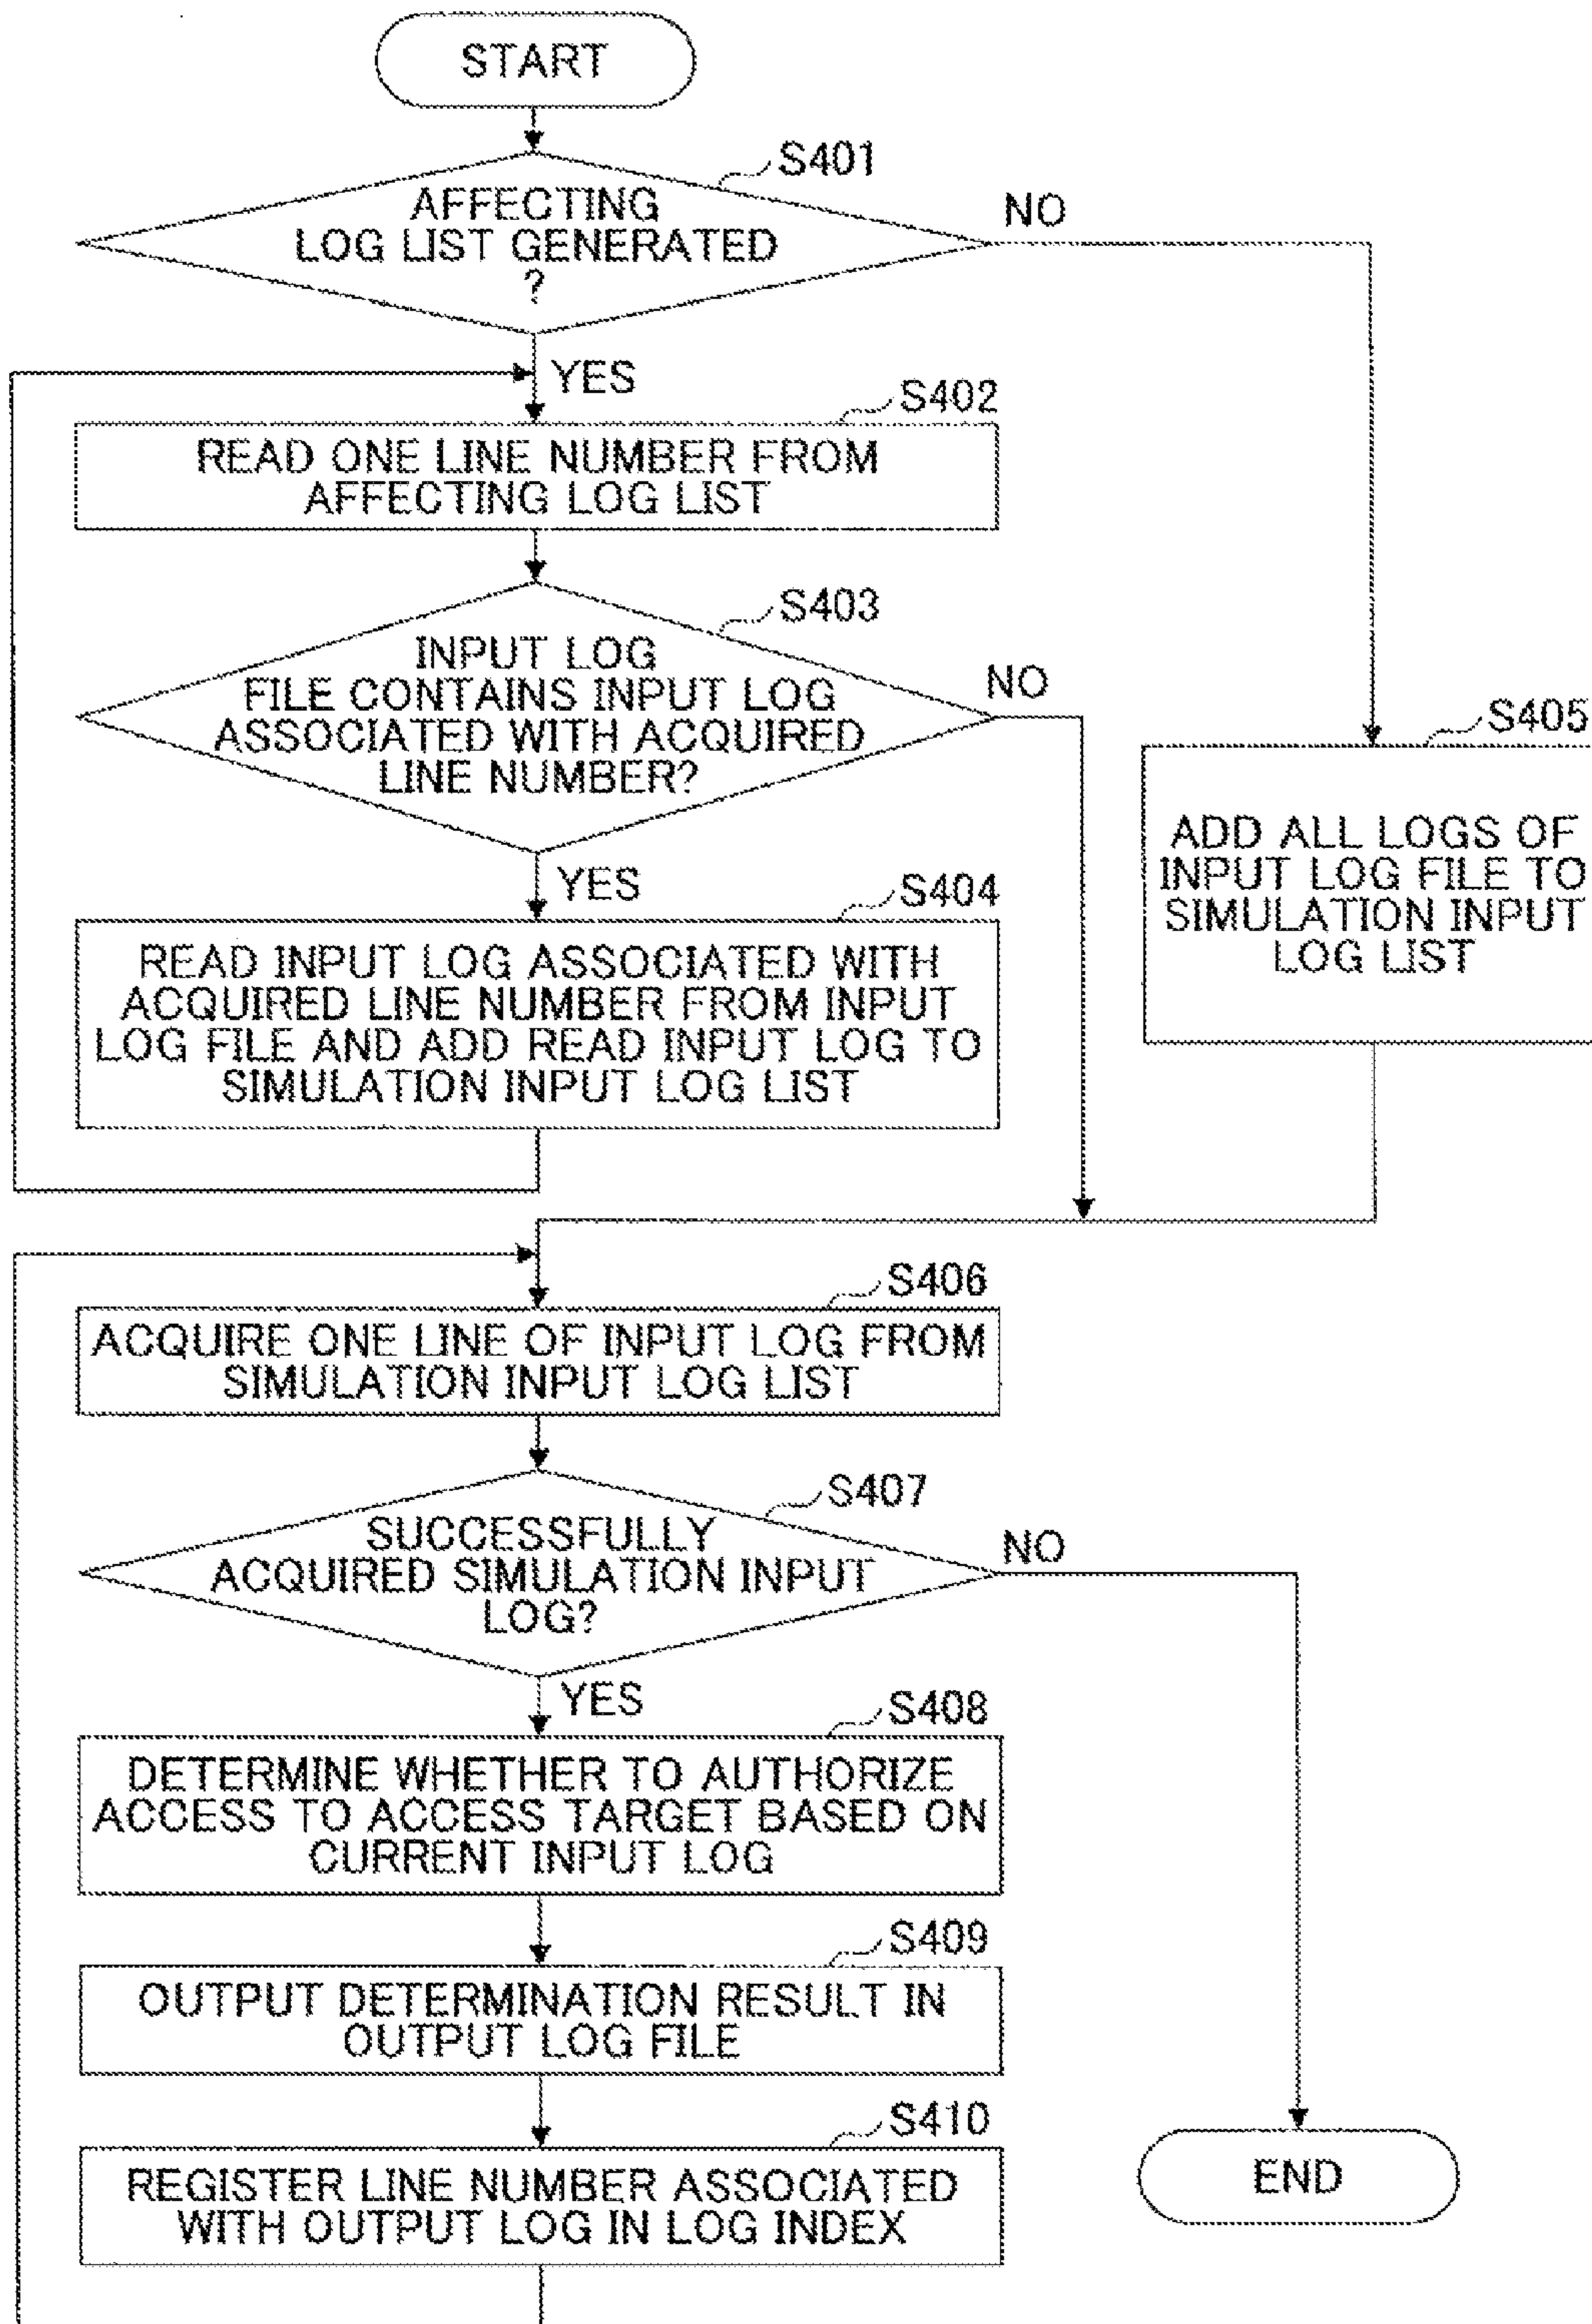 START
S401
AFFECTING
LOG LIST GENERATED
?
NO
YES
S402
READ ONE LINE NUMBER FROM
AFFECTING LOG LIST
S403
INPUT LOG
FILE CONTAINS INPUT LOG
ASSOCIATED WITH ACQUIRED
LINE NUMBER?
NO
YES
S404
READ INPUT LOG ASSOCIATED WITH
ACQUIRED LINE NUMBER FROM INPUT
LOG FILE AND ADD READ INPUT LOG TO
SIMULATION INPUT LOG LIST
S405
ADD ALL LOGS OF
INPUT LOG FILE TO
SIMULATION INPUT
LOG LIST
S406
ACQUIRE ONE LINE OF INPUT LOG FROM
SIMULATION INPUT LOG LIST
S407
SUCCESSFULLY
ACQUIRED SIMULATION INPUT
LOG?
NO
YES
S408
DETERMINE WHETHER TO AUTHORIZE
ACCESS TO ACCESS TARGET BASED ON
CURRENT INPUT LOG
S409
OUTPUT DETERMINATION RESULT IN
OUTPUT LOG FILE
S410
REGISTER LINE NUMBER ASSOCIATED
WITH OUTPUT LOG IN LOG INDEX
END